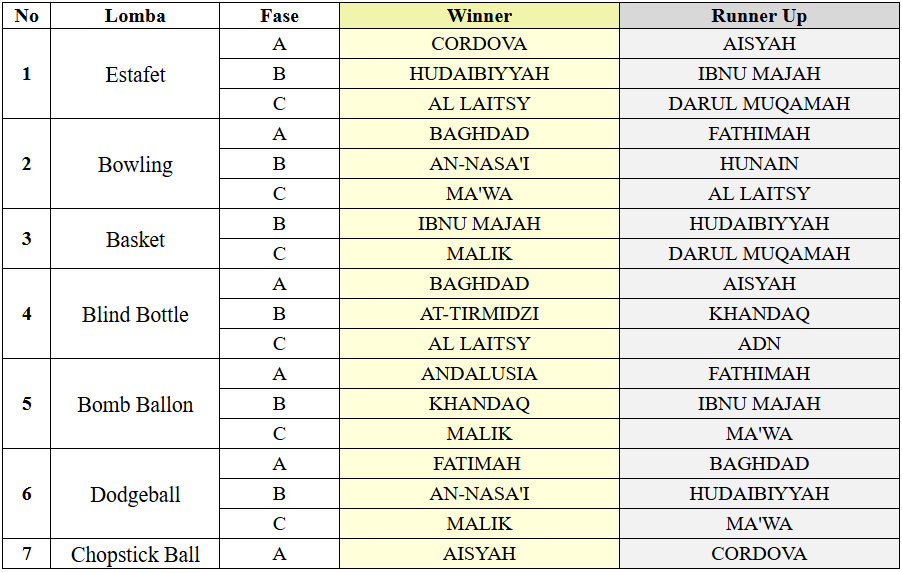 No Lomba Fase Winner Runner Up
1 Estafet A CORDOVA AISYAH
B HUDAIBIYYAH IBNU MAJAH
C AL LAITSY DARUL MUQAMAH
2 Bowling A BAGHDAD FATHIMAH
B AN-NASA'I HUNAIN
C MA'WA AL LAITSY
3 Basket B IBNU MAJAH HUDAIBIYYAH
C MALIK DARUL MUQAMAH
4 Blind Bottle A BAGHDAD AISYAH
B AT-TIRMIDZI KHANDAQ
C AL LAITSY ADN
5 Bomb Ballon A ANDALUSIA FATHIMAH
B KHANDAQ IBNU MAJAH
C MALIK MA'WA
6 Dodgeball A FATIMAH BAGHDAD
B AN-NASA'I HUDAIBIYYAH
C MALIK MA'WA
7 Chopstick Ball A AISYAH CORDOVA